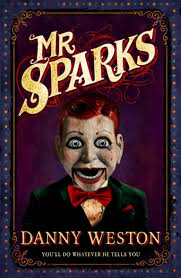 MR
SPARKS
DANNY WESTON
YOU'LL DO WHATEVER HE TELLS YOU